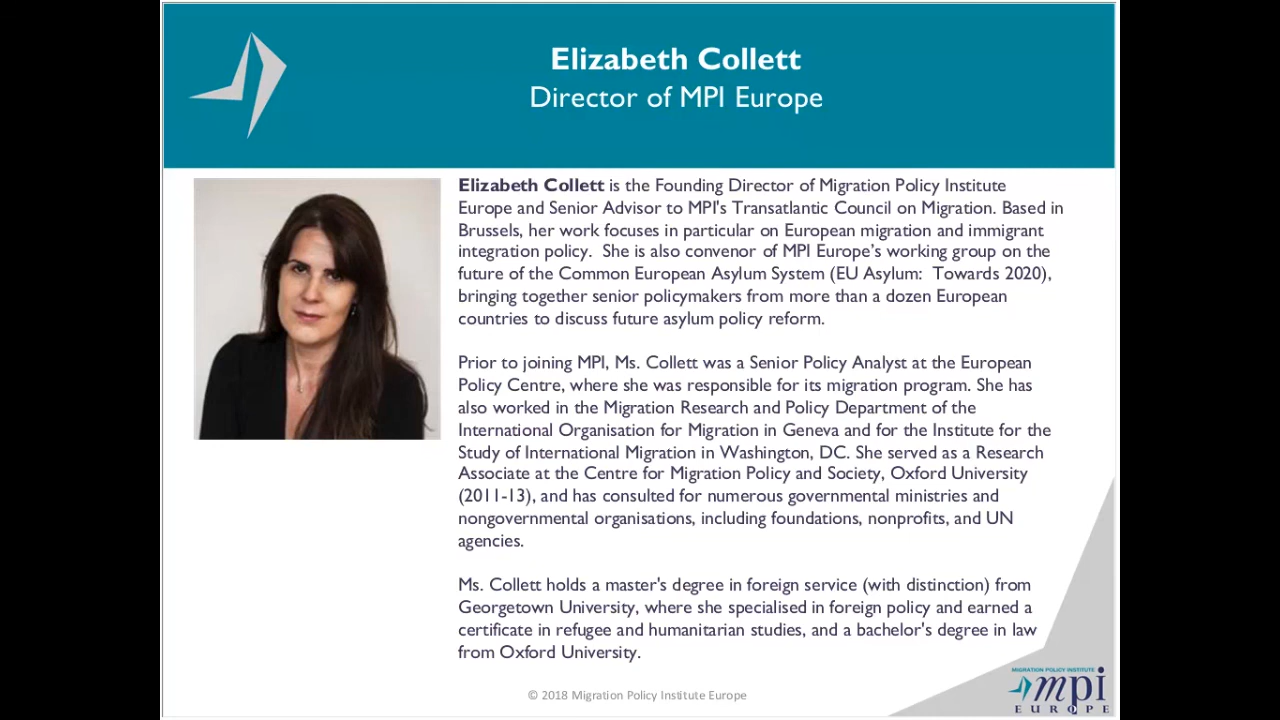 Elizabeth Collett
Director of MPI Europe
Elizabeth Collett is the Founding Director of Migration Policy Institute
Europe and Senior Advisor to MPI's Transatlantic Council on Migration. Based in
Brussels, her work focuses in particular on European migration and immigrant
integration policy.  She is also convenor of MPI Europe’s working group on the
future of the Common European Asylum System (EU Asylum:  Towards 2020),
bringing together senior policymakers from more than a dozen European
countries to discuss future asylum policy reform.
Prior to joining MPI, Ms. Collett was a Senior Policy Analyst at the European
Policy Centre, where she was responsible for its migration program. She has
also worked in the Migration Research and Policy Department of the
International Organisation for Migration in Geneva and for the Institute for the
Study of International Migration in Washington, DC. She served as a Research
Associate at the Centre for Migration Policy and Society, Oxford University
(2011-13), and has consulted for numerous governmental ministries and
nongovernmental organisations, including foundations, nonprofits, and UN
agencies.
Ms. Collett holds a master's degree in foreign service (with distinction) from
Georgetown University, where she specialised in foreign policy and earned a
certificate in refugee and humanitarian studies, and a bachelor's degree in law
from Oxford University.
© 2018 Migration Policy Institute Europe
MIGRATION POLICY INSTITUTE
mpi
EUROPE